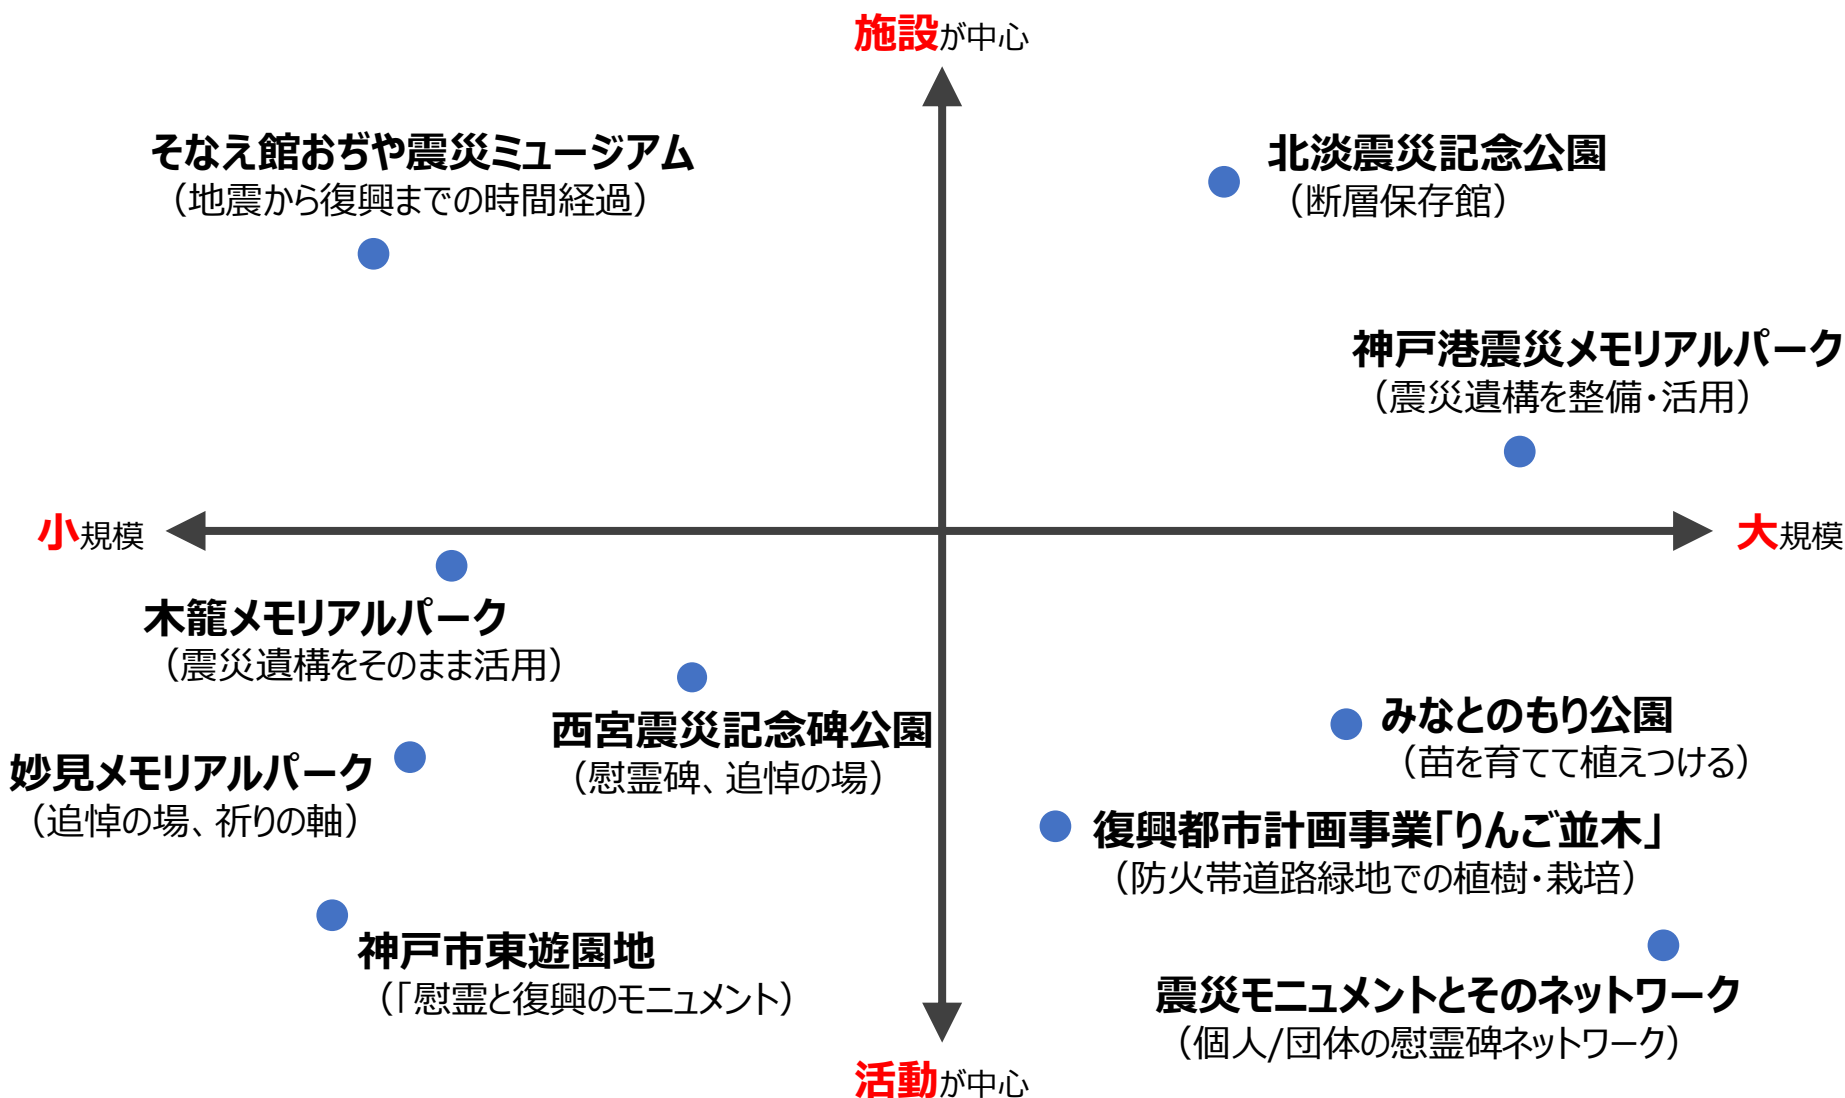 施設が中心
そなえ館おぢや震災ミュージアム
（地震から復興までの時間経過）
北淡震災記念公園
（断層保存館）
神戸港震災メモリアルパーク
（震災遺構を整備・活用）
小規模
大規模
木籠メモリアルパーク
（震災遺構をそのまま活用）
西宮震災記念碑公園
（慰霊碑、追悼の場）
みなとのもり公園
（苗を育てて植えつける）
妙見メモリアルパーク
（追悼の場、祈りの軸）
復興都市計画事業「りんご並木」
（防火帯道路緑地での植樹・栽培）
神戸市東遊園地
（「慰霊と復興のモニュメント）
震災モニュメントとそのネットワーク
（個人/団体の慰霊碑ネットワーク）
活動が中心